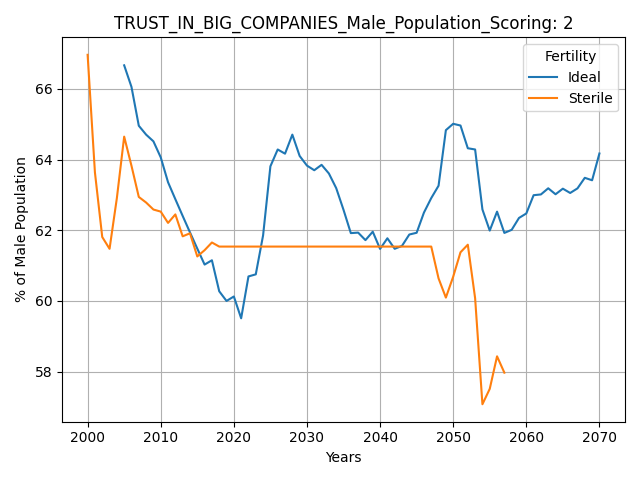 TRUST_IN_BIG_COMPANIES_Male_Population_Scoring: 2
Fertility
Ideal
Sterile
% of Male Population
66
64
62
60
58
2000 2010 2020 2030 2040 2050 2060 2070
Years